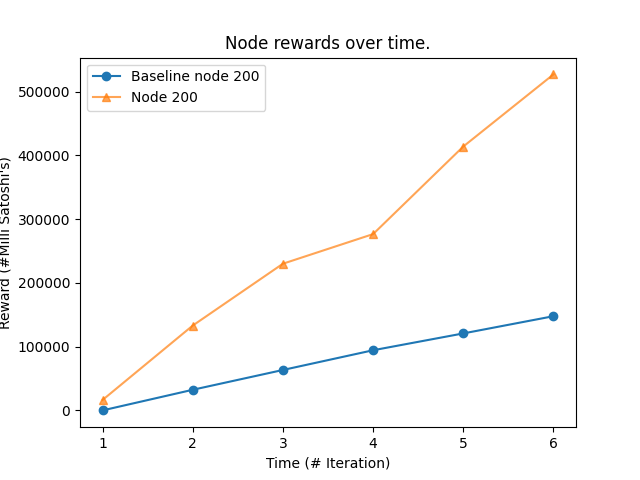 Node rewards over time.
Baseline node 200
Node 200
Reward (#Milli Satoshi's)
500000
400000
300000
200000
100000
0
1 2 3 4 5 6
Time (# Iteration)